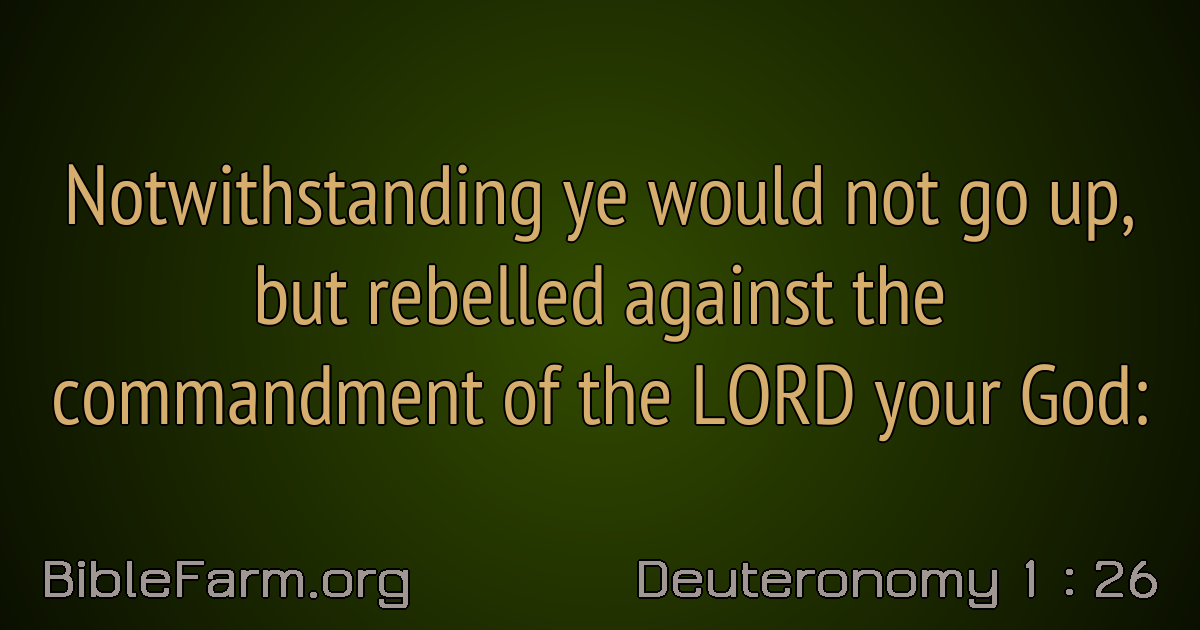 Notwithstanding ye would not go up,
but rebelled against the
commandment of the LORD your God:
BibleFarm.org
Deuteronomy 1 : 26